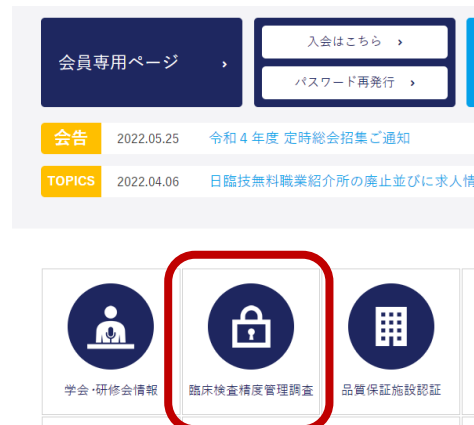 会員専用ページ
入会はこちら
パスワード再発行
会告 2022.05.25 令和4年度 定時総会招集ご通知
TOPICS 2022.04.06 日臨技無料職業紹介所の廃止並びに求人情
学会・研修会情報
臨床検査精度管理調査
品質保証施設認証